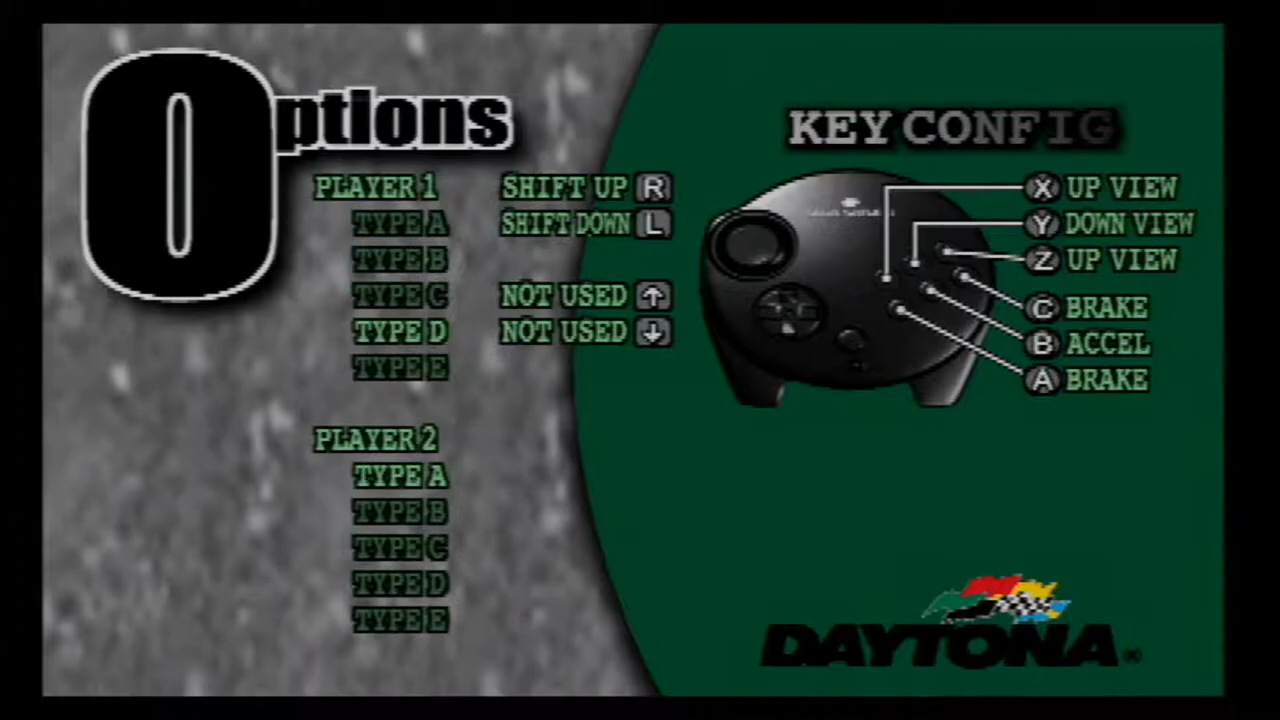 Options
KEY CONFIG
PLAYER 1
TYPE A
TYPE B
TYPE C
TYPE D
TYPE E
SHIFT UP R
SHIFT DOWN L
NOT USED ↑
NOT USED ↓
X UP VIEW
Y DOWN VIEW
Z UP VIEW
C BRAKE
B ACCEL
A BRAKE
PLAYER 2
TYPE A
TYPE B
TYPE C
TYPE D
TYPE E
DAYTONA